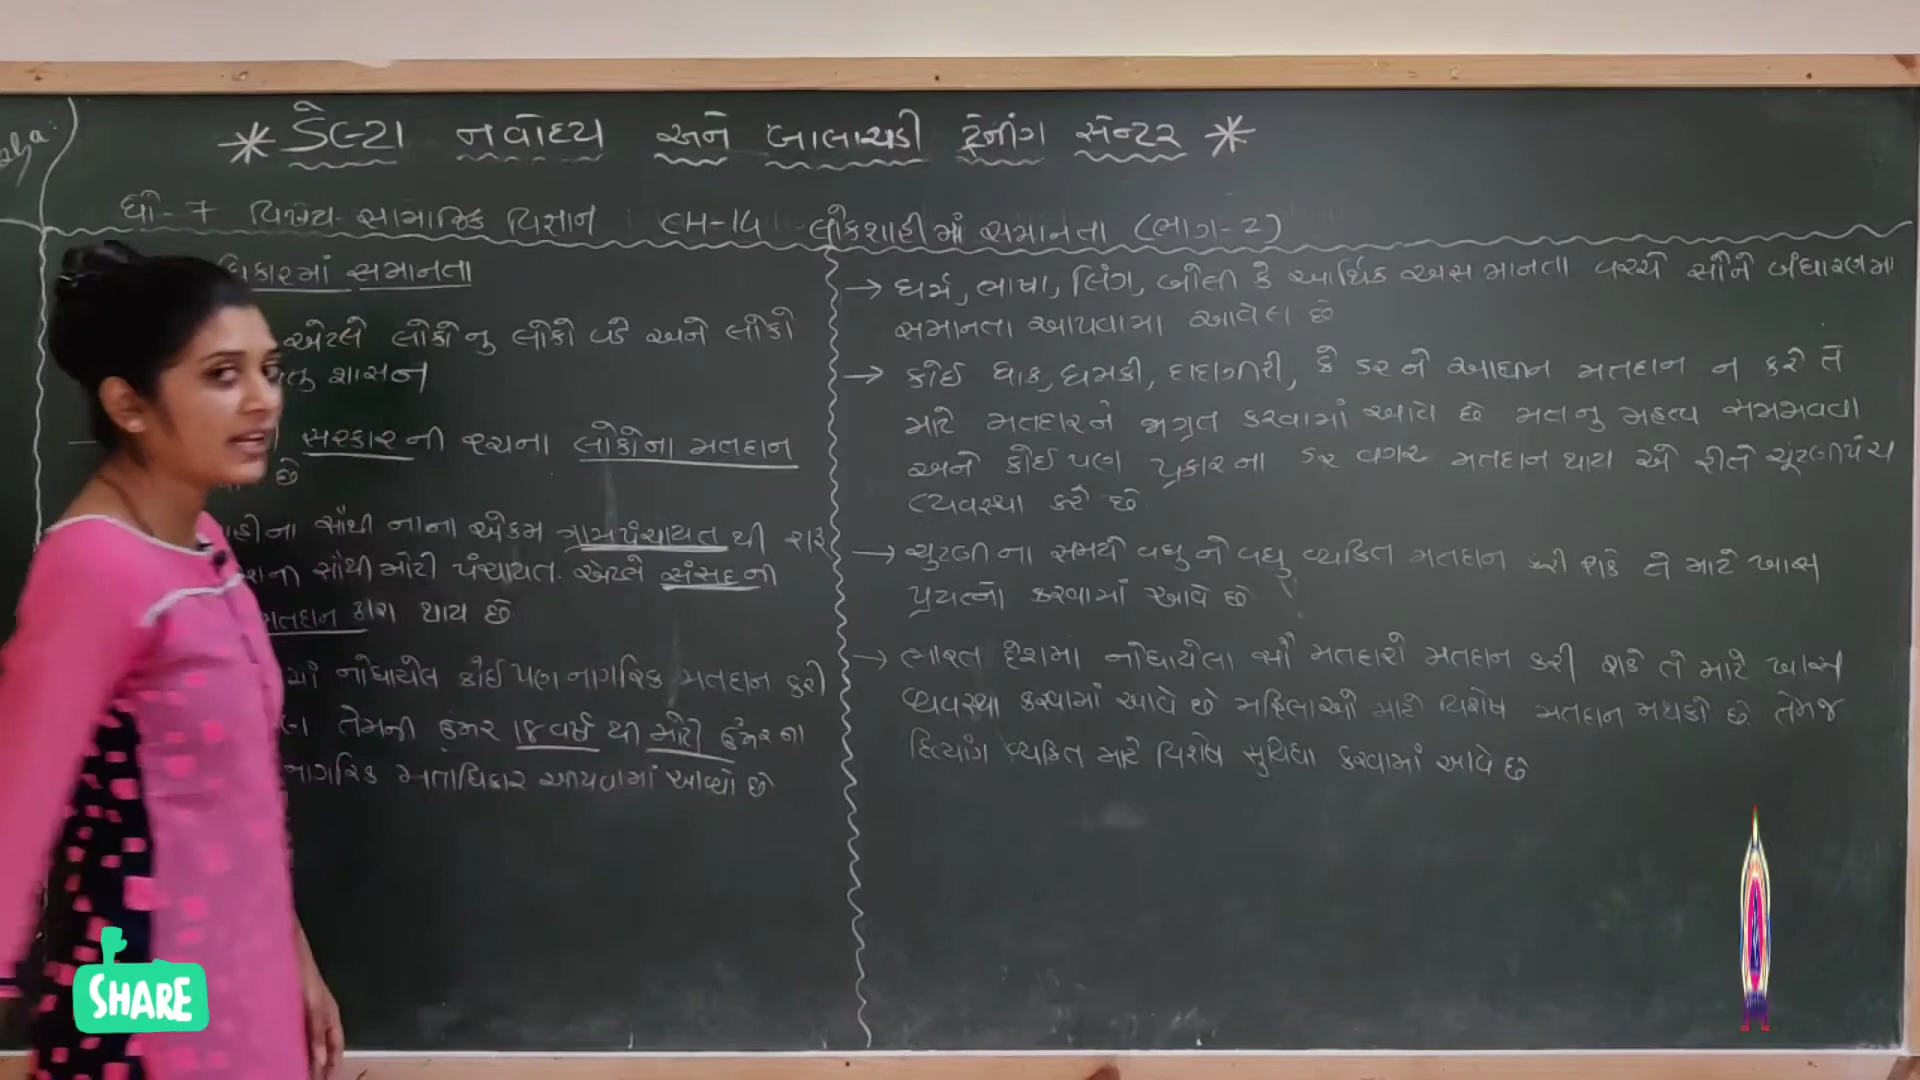 * ડેલ્ટા નવોદય અને બાલાચડી ટ્રેનીંગ સેન્ટર *
ધો-7 વિષય- સામાજિક વિજ્ઞાન CH-14 લોકશાહીમાં સમાનતા (ભાગ-2)
ધિકારમાં સમાનતા
એટલે લોકોનુ લોકો વડે અને લોકો
શાસન
સરકારની રચના લોકોના મતદાન
છે
હીના સૌથી નાના એકમ ગ્રામપંચાયત થી શરૂ
શની સૌથી મોટી પંચાયત એટલે સંસદની
મતદાન દ્વારા થાય છે
માં નોંધાયેલ કોઈ પણ નાગરિક મતદાન કરી
તેમની ઉંમર 18 વર્ષ થી મોટી ઉંમરના
નાગરિક મતાધિકાર આપવામાં આવ્યો છે
→ ધર્મ, ભાષા, લિંગ, બોલી કે આર્થિક અસમાનતા વચ્ચે સૌને બંધારણમા
સમાનતા આપવામા આવેલ છે
→ કોઈ ધાક, ધમકી, દાદાગીરી, કે ડર ને આધીન મતદાન ન કરે તે
માટે મતદારને જાગ્રત કરવામાં આવે છે મતનુ મહત્વ સમજાવવા
અને કોઈ પણ પ્રકારના ડર વગર મતદાન થાય એ રીતે ચૂંટણીપંચ
વ્યવસ્થા કરે છે
→ ચુટણીના સમયે વધુ ને વધુ વ્યકિત મતદાન કરી શકે તે માટે ખાસ
પ્રયત્નો કરવામાં આવે છે
→ ભારત દેશમા નોધાયેલા સૌ મતદારો મતદાન કરી શકે તે માટે ખાસ
વ્યવસ્થા કરવામાં આવે છે મહિલાઓ માટે વિશેષ મતદાન મથકો છે તેમજ
દિવ્યાંગ વ્યકિત માટે વિશેષ સુવિધા કરવામાં આવે છે
SHARE